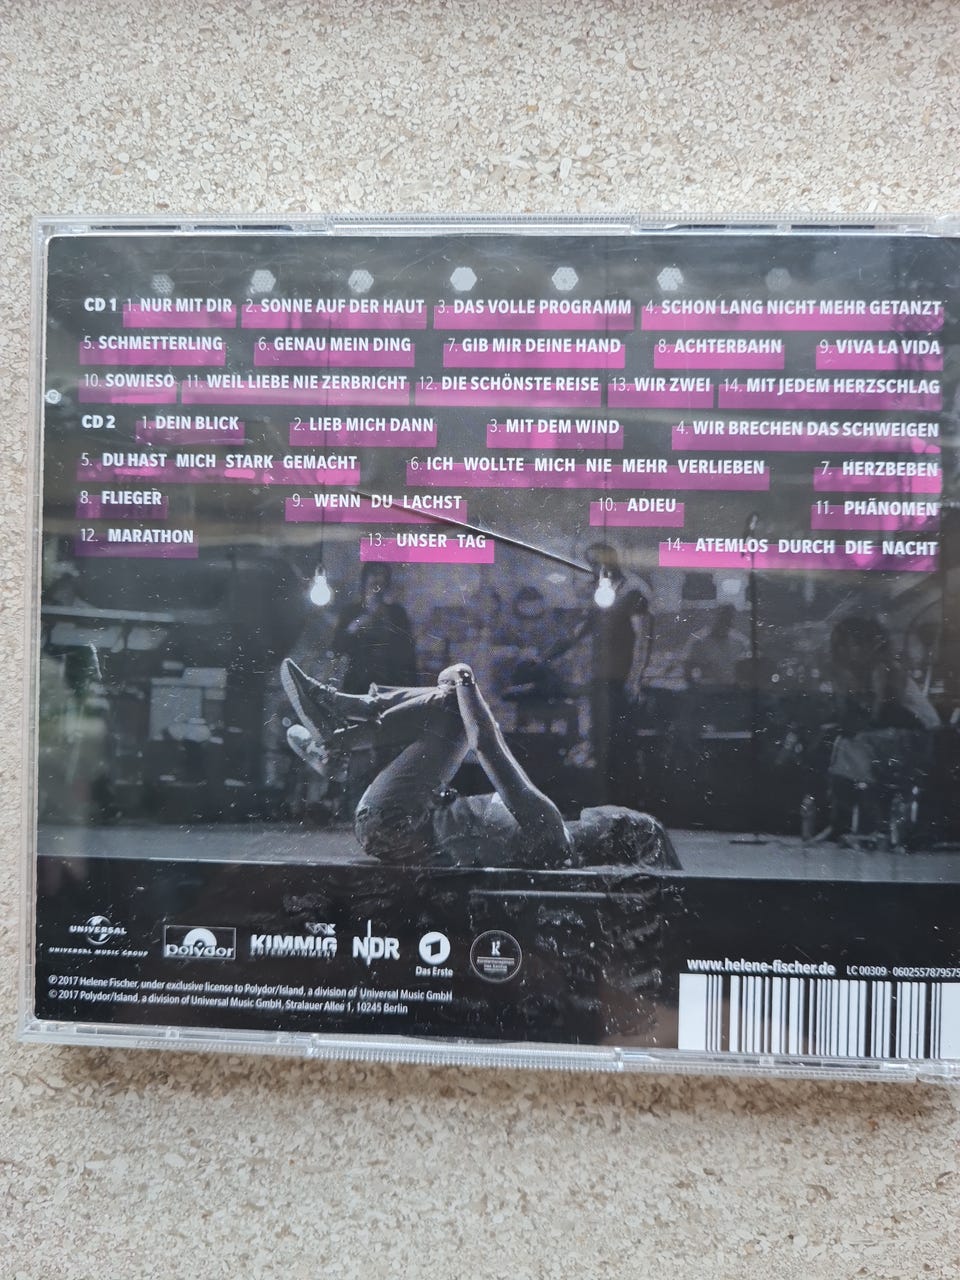 CD 1 1. NUR MIT DIR 2. SONNE AUF DER HAUT 3. DAS VOLLE PROGRAMM 4. SCHON LANG NICHT MEHR GETANZT
5. SCHMETTERLING 6. GENAU MEIN DING 7. GIB MIR DEINE HAND 8. ACHTERBAHN 9. VIVA LA VIDA
10. SOWIESO 11. WEIL LIEBE NIE ZERBRICHT 12. DIE SCHÖNSTE REISE 13. WIR ZWEI 14. MIT JEDEM HERZSCHLAG
CD 2 1. DEIN BLICK 2. LIEB MICH DANN 3. MIT DEM WIND 4. WIR BRECHEN DAS SCHWEIGEN
5. DU HAST MICH STARK GEMACHT 6. ICH WOLLTE MICH NIE MEHR VERLIEBEN 7. HERZBEBEN
8. FLIEGER 9. WENN DU LACHST 10. ADIEU 11. PHÄNOMEN
12. MARATHON 13. UNSER TAG 14. ATEMLOS DURCH DIE NACHT
UNIVERSAL
UNIVERSAL MUSIC GROUP
polydor
KIMMIG
ENTERTAINMENT
NDR
Das Erste
www.helene-fischer.de LC 00309 · 0602557879575
℗ 2017 Helene Fischer, under exclusive license to Polydor/Island, a division of Universal Music GmbH
© 2017 Polydor/Island, a division of Universal Music GmbH, Stralauer Allee 1, 10245 Berlin